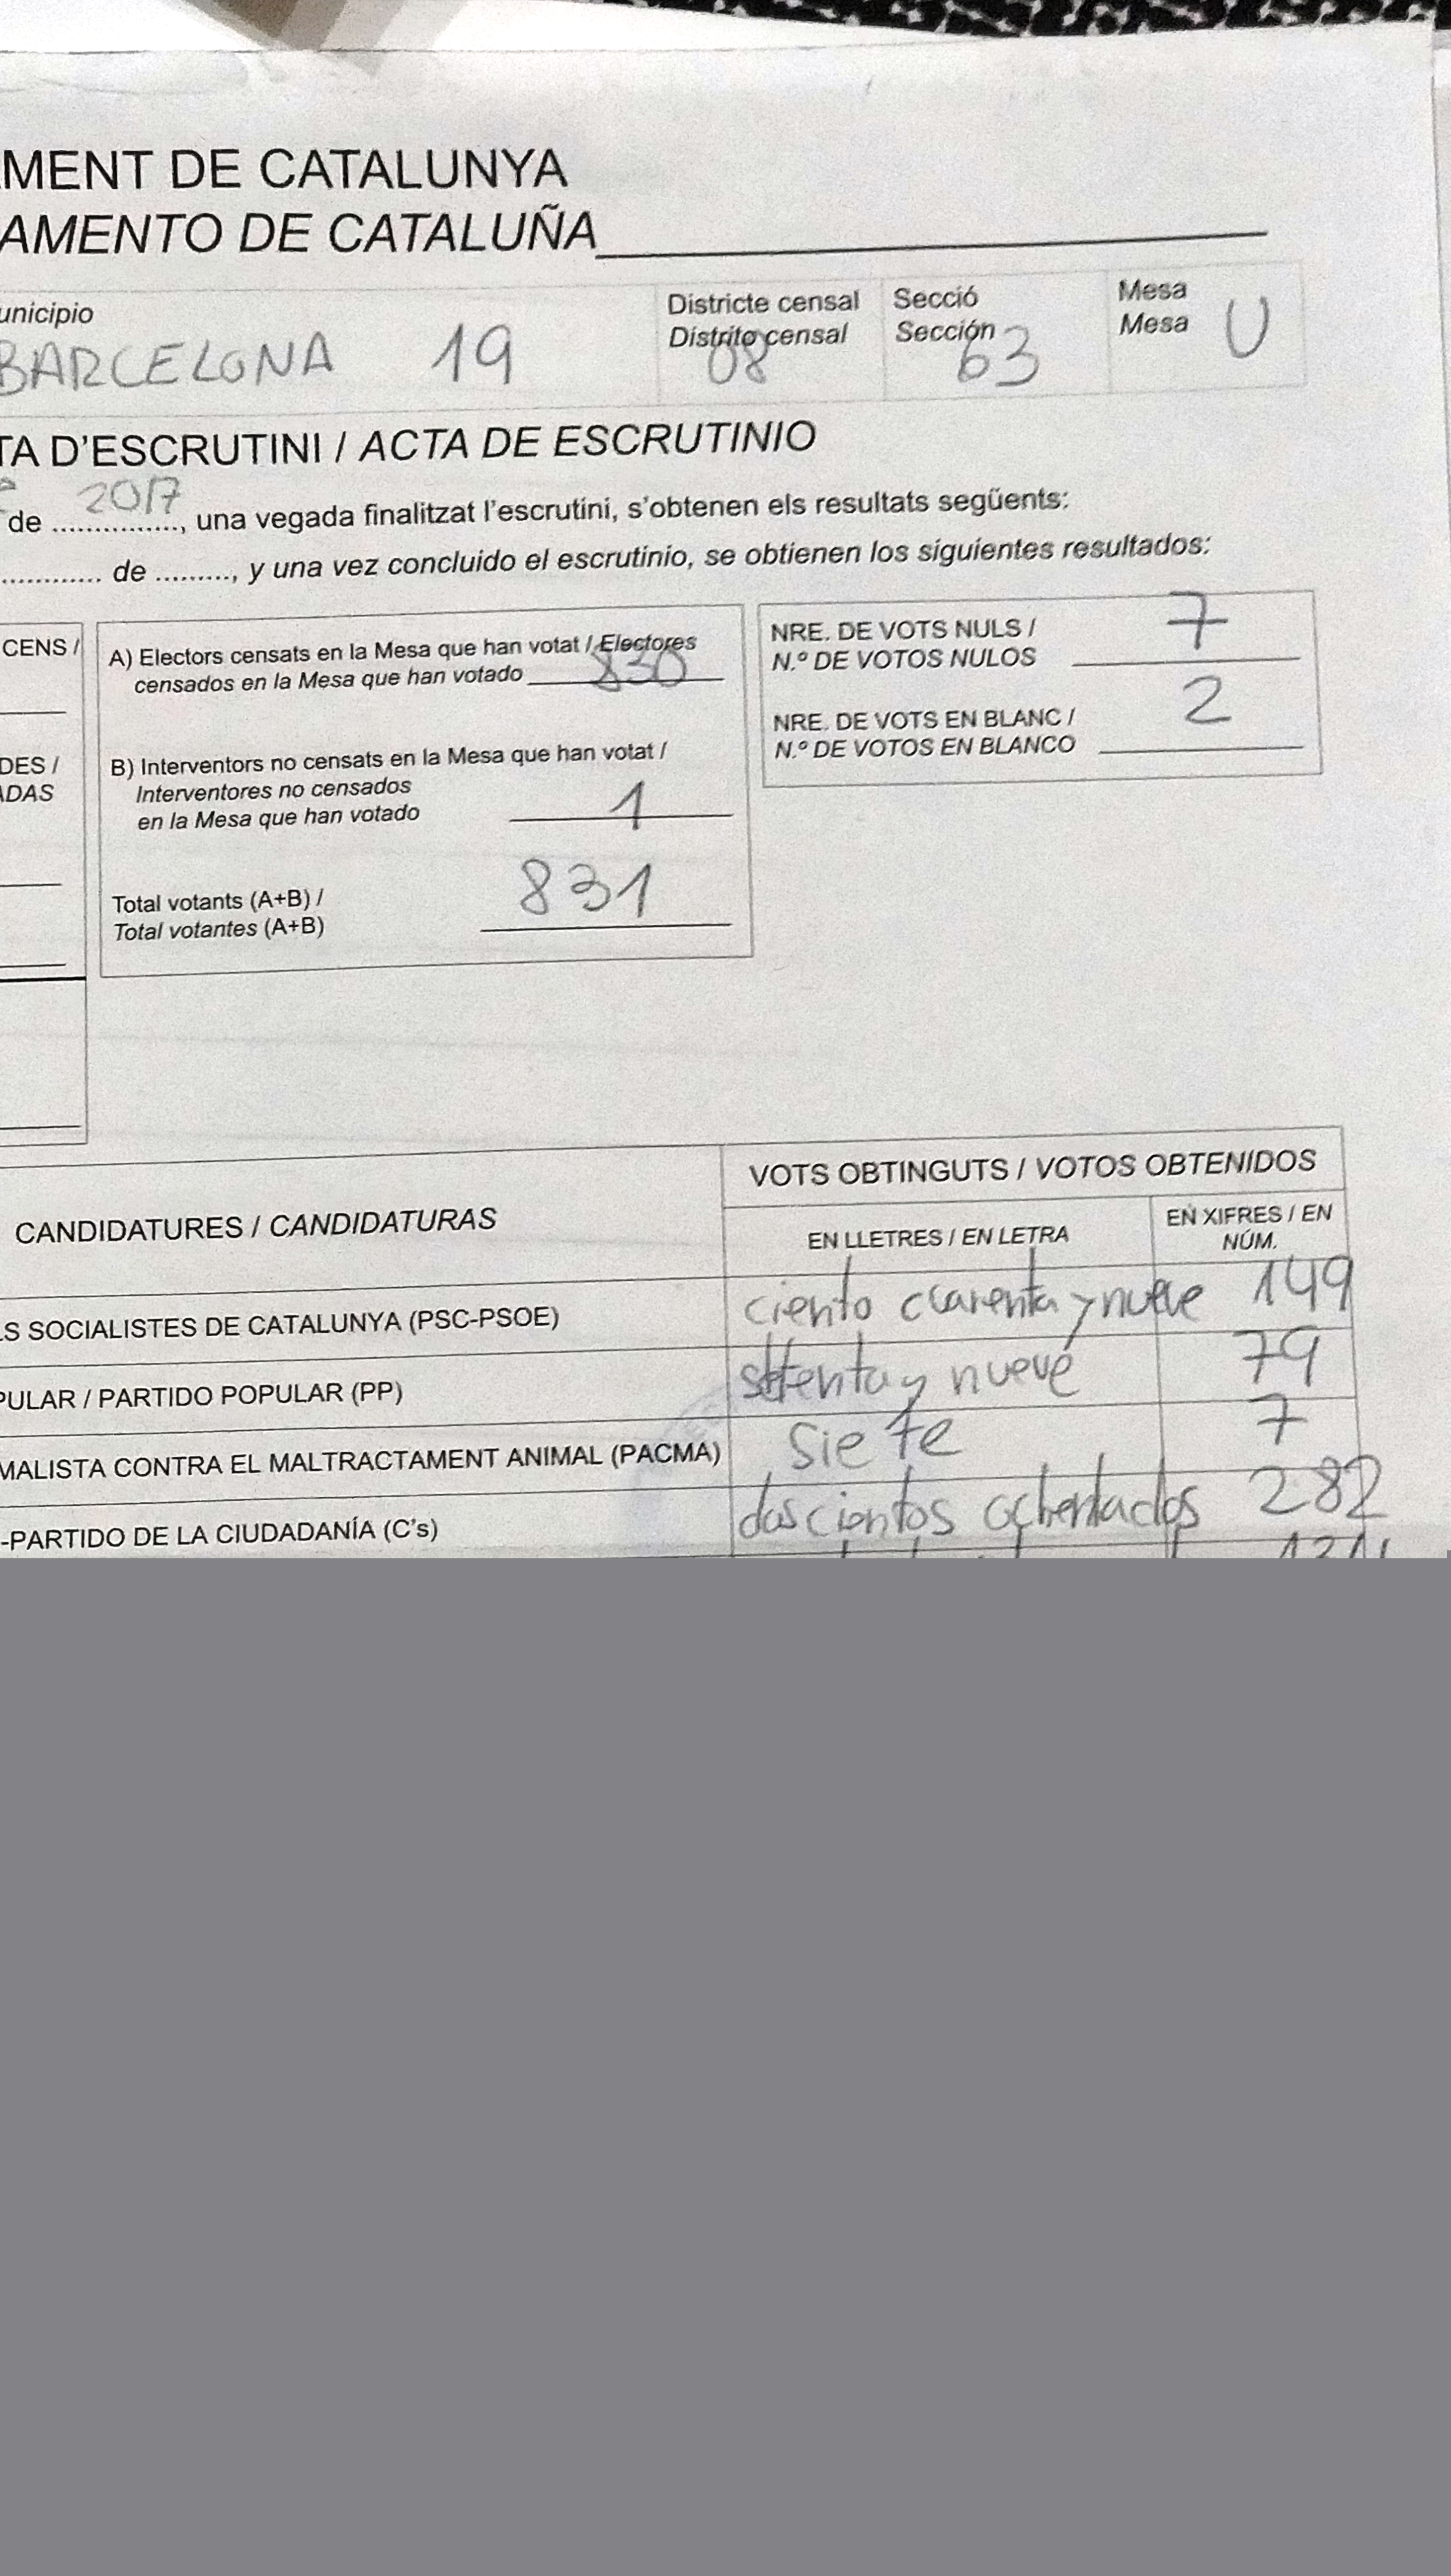 AMENT DE CATALUNYA
AMENTO DE CATALUÑA
unicipio
BARCELONA 19
Districte censal
Distrito censal
08
Secció
Sección
63
Mesa
Mesa
U
TA D'ESCRUTINI / ACTA DE ESCRUTINIO
de 2017, una vegada finalitzat l'escrutini, s'obtenen els resultats següents:
............ de ........., y una vez concluido el escrutinio, se obtienen los siguientes resultados:
CENS /
DES /
ADAS
A) Electors censats en la Mesa que han votat / Electores
censados en la Mesa que han votado 830
B) Interventors no censats en la Mesa que han votat /
Interventores no censados
en la Mesa que han votado 1
Total votants (A+B) /
Total votantes (A+B) 831
NRE. DE VOTS NULS /
N.º DE VOTOS NULOS 7
NRE. DE VOTS EN BLANC /
N.º DE VOTOS EN BLANCO 2
CANDIDATURES / CANDIDATURAS
VOTS OBTINGUTS / VOTOS OBTENIDOS
EN LLETRES / EN LETRA
EN XIFRES / EN
NÚM.
LS SOCIALISTES DE CATALUNYA (PSC-PSOE) ciento cuarenta y nueve 149
PULAR / PARTIDO POPULAR (PP) setenta y nueve 79
MALISTA CONTRA EL MALTRACTAMENT ANIMAL (PACMA) siete 7
-PARTIDO DE LA CIUDADANÍA (C's) doscientos ochentados 282